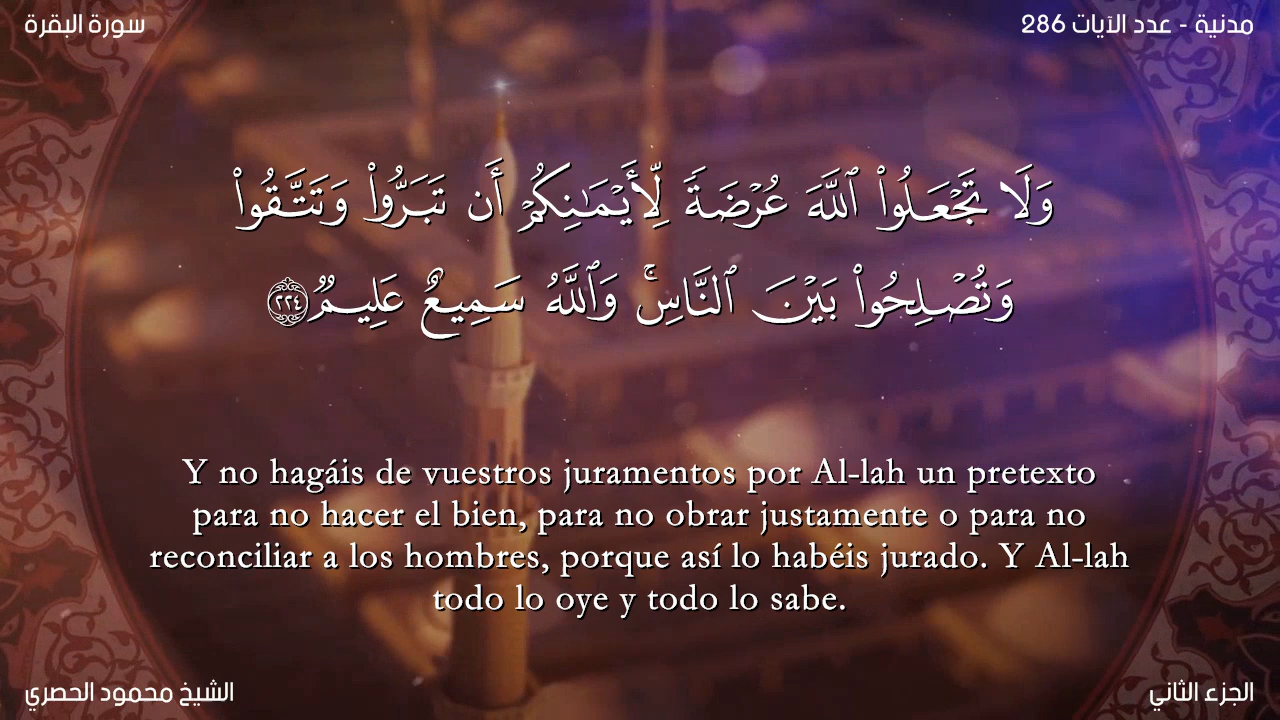 سورة البقرة
مدنية - عدد الآيات 286
وَلَا تَجْعَلُوا۟ ٱللَّهَ عُرْضَةً لِّأَيْمَـٰنِكُمْ أَن تَبَرُّوا۟ وَتَتَّقُوا۟
وَتُصْلِحُوا۟ بَيْنَ ٱلنَّاسِ ۗ وَٱللَّهُ سَمِيعٌ عَلِيمٌ ٢٢٤
Y no hagáis de vuestros juramentos por Al-lah un pretexto
para no hacer el bien, para no obrar justamente o para no
reconciliar a los hombres, porque así lo habéis jurado. Y Al-lah
todo lo oye y todo lo sabe.
الشيخ محمود الحصري
الجزء الثاني